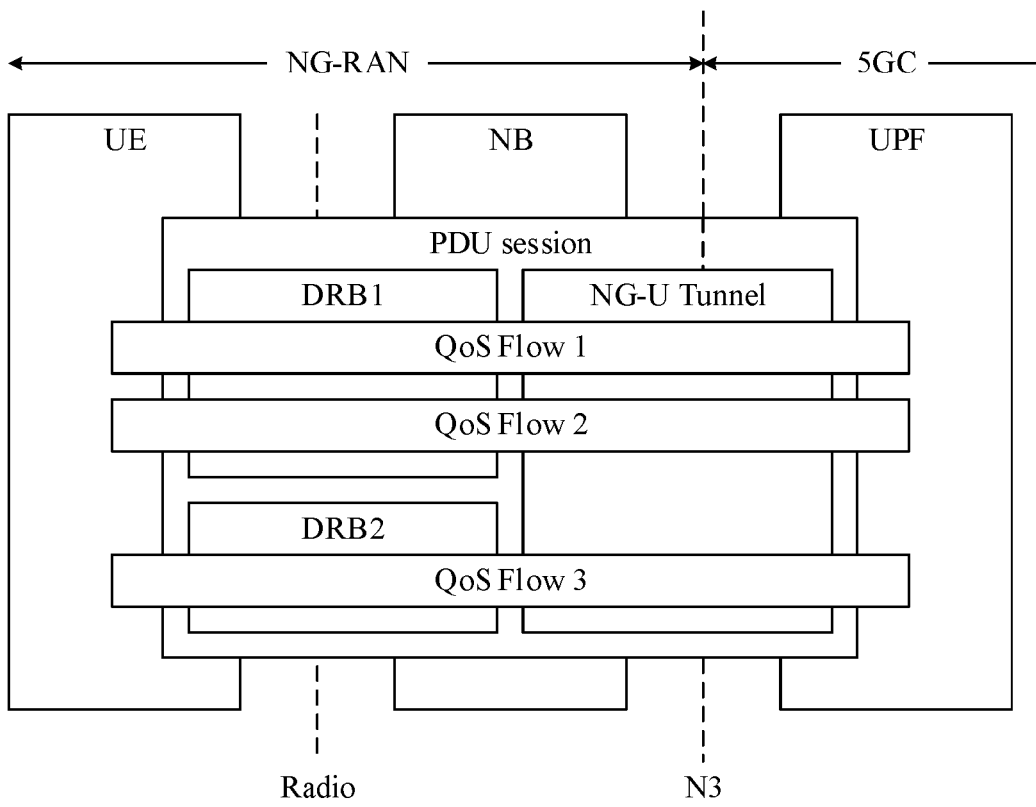 NG-RAN
5GC
UE
NB
UPF
PDU session
DRB1
NG-U Tunnel
QoS Flow 1
QoS Flow 2
DRB2
QoS Flow 3
Radio
N3